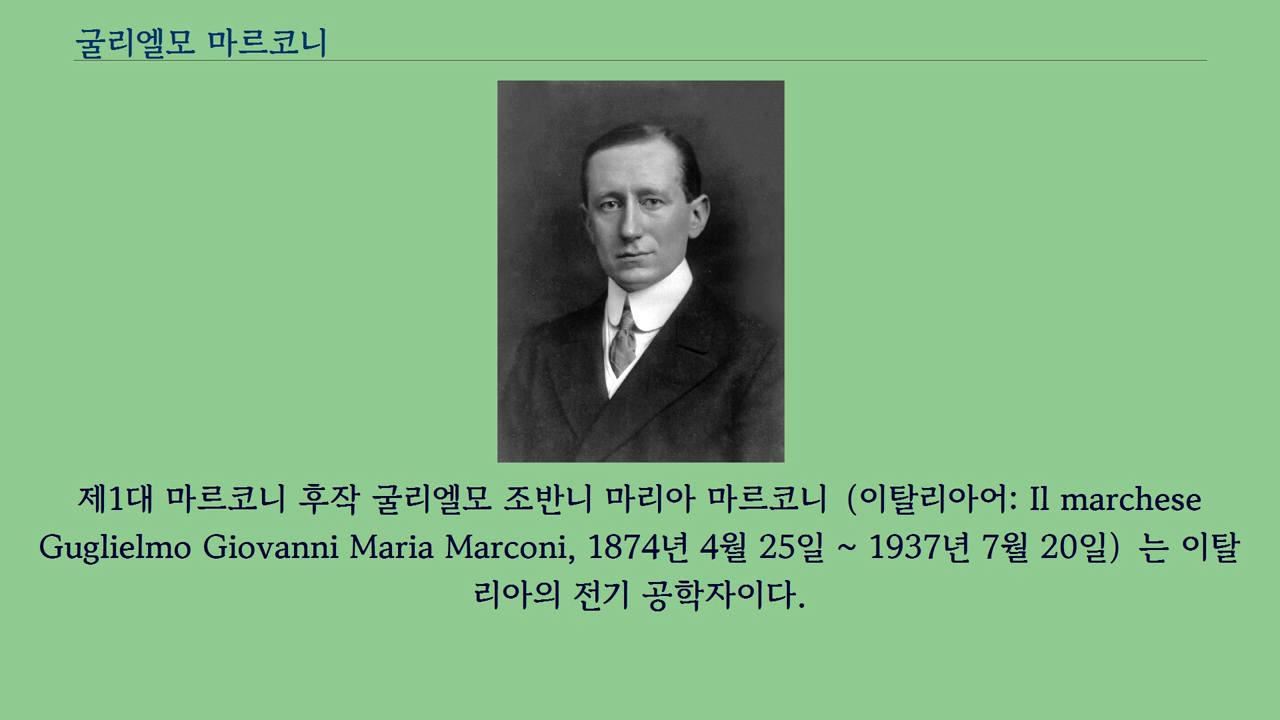 굴리엘모 마르코니
제1대 마르코니 후작 굴리엘모 조반니 마리아 마르코니 (이탈리아어: Il marchese
Guglielmo Giovanni Maria Marconi, 1874년 4월 25일 ~ 1937년 7월 20일) 는 이탈
리아의 전기 공학자이다.